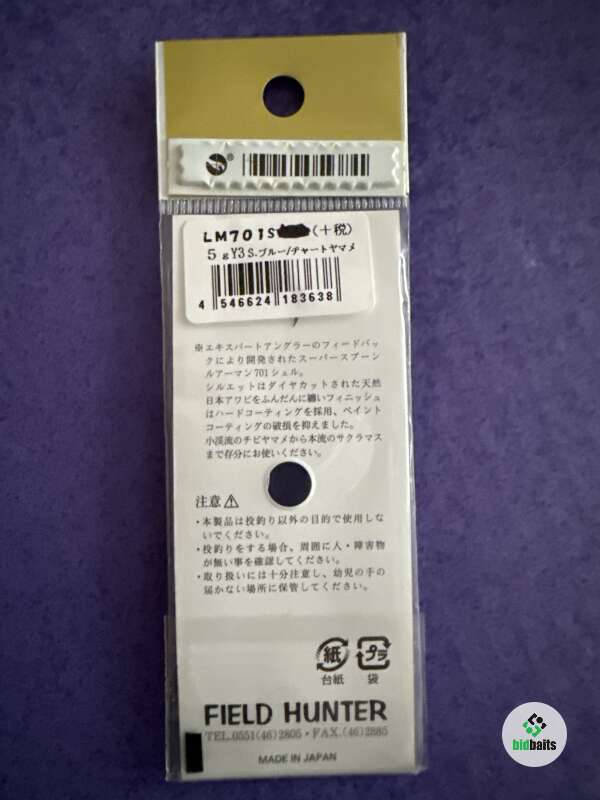 LM701S (+税)
5gY3S.ブルー/チャートヤマメ
4 546624 183638
※エキスパートアングラーのフィードバッ
クにより開発されたスーパースプーン
ルアーマン701シェル。
シルエットはダイヤカットされた天然
日本アワビをふんだんに纏いフィニッシュ
はハードコーティングを採用、ペイント
コーティングの破損を抑えました。
小渓流のチビヤマメから本流のサクラマス
まで存分にお使いください。
注意
・本製品は投釣り以外の目的で使用しな
いでください。
・投釣りをする場合、周囲に人・障害物
が無い事を確認してください。
・取り扱いには十分注意し、幼児の手の
届かない場所に保管してください。
紙 プラ
台紙 袋
FIELD HUNTER
TEL.0551(46)2805・FAX.(46)2885
MADE IN JAPAN
bidbaits